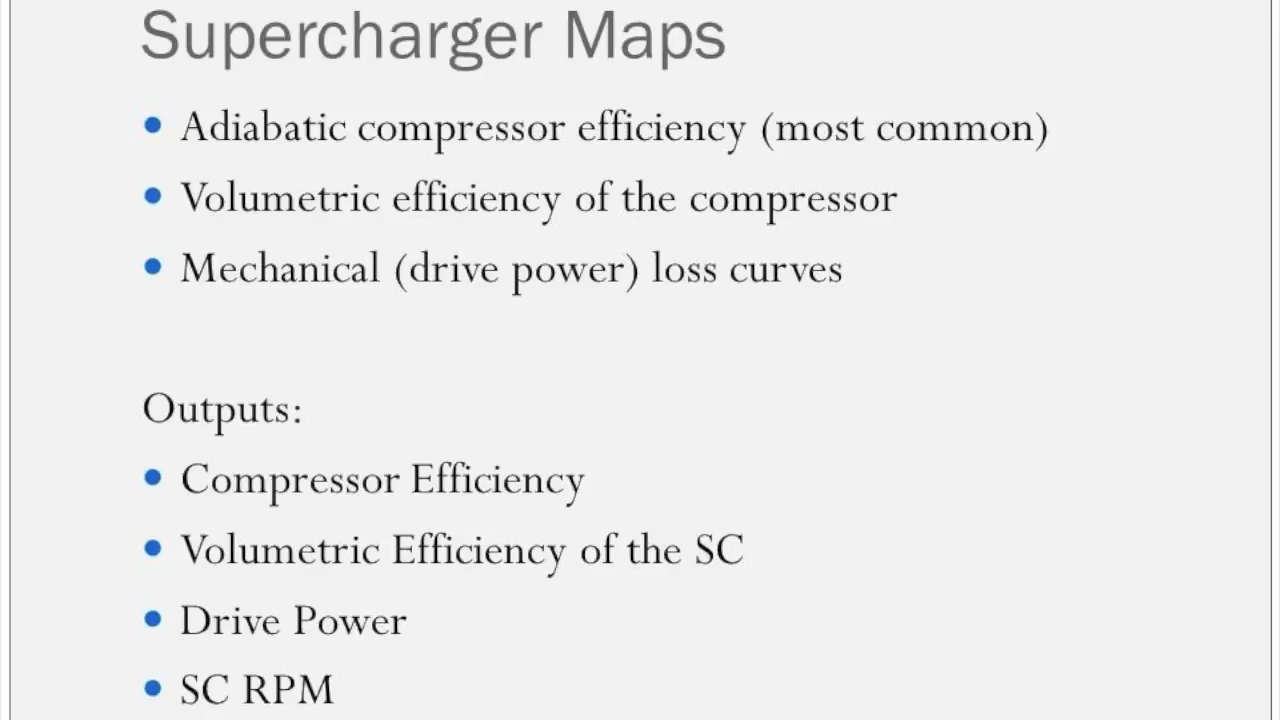 Supercharger Maps
• Adiabatic compressor efficiency (most common)
• Volumetric efficiency of the compressor
• Mechanical (drive power) loss curves
Outputs:
• Compressor Efficiency
• Volumetric Efficiency of the SC
• Drive Power
• SC RPM